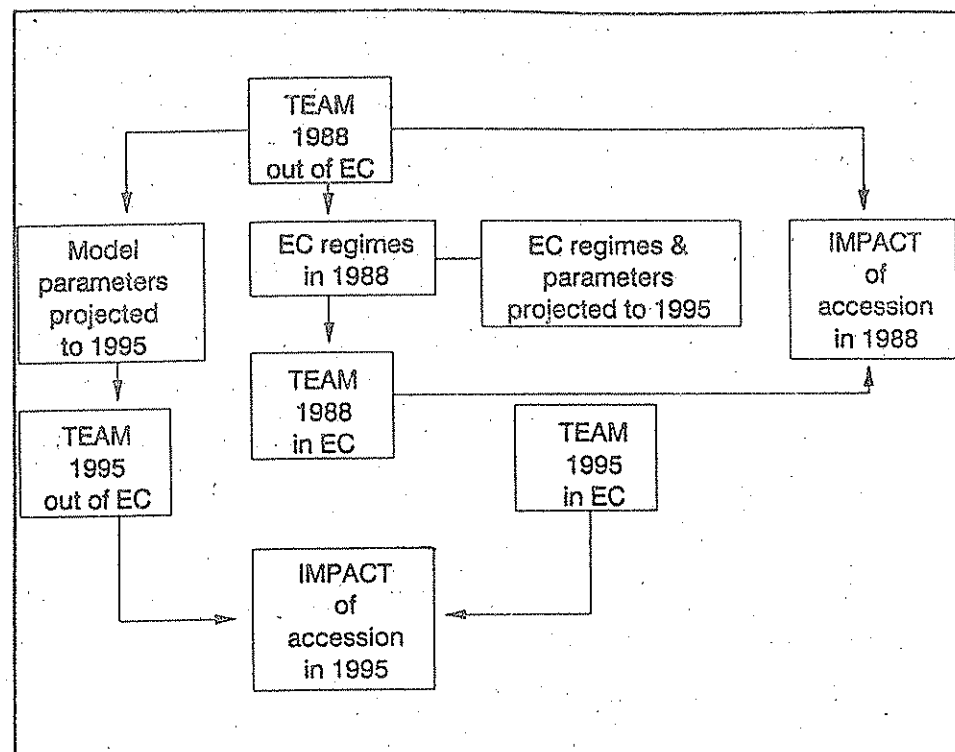 TEAM
1988
out of EC
Model
parameters
projected
to 1995
EC regimes
in 1988
EC regimes &
parameters
projected to 1995
IMPACT
of
accession
in 1988
TEAM
1988
in EC
TEAM
1995
out of EC
TEAM
1995
in EC
IMPACT
of
accession
in 1995